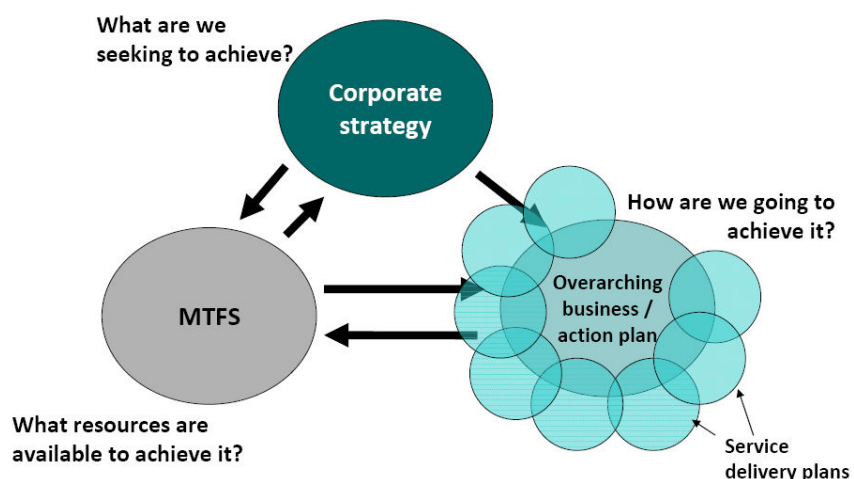 What are we
seeking to achieve?
Corporate
strategy
How are we going to
achieve it?
Overarching
business /
action plan
MTFS
What resources are
available to achieve it?
Service
delivery plans